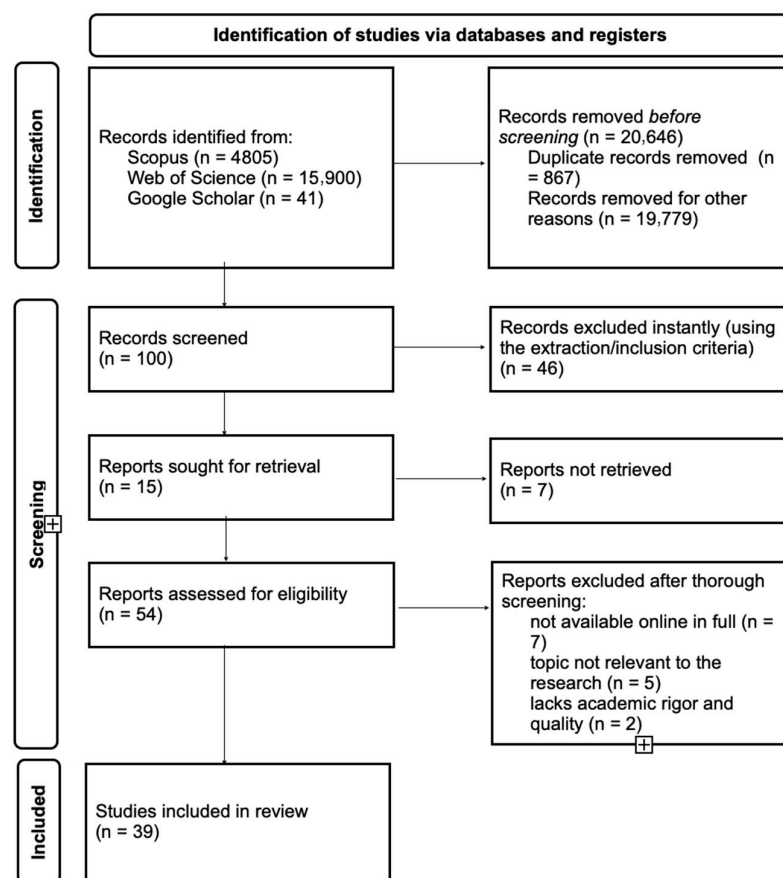 Identification of studies via databases and registers
Identification
Records identified from:
Scopus (n = 4805)
Web of Science (n = 15,900)
Google Scholar (n = 41)
Records removed before
screening (n = 20,646)
Duplicate records removed (n
= 867)
Records removed for other
reasons (n = 19,779)
Screening
Records screened
(n = 100)
Records excluded instantly (using
the extraction/inclusion criteria)
(n = 46)
Reports sought for retrieval
(n = 15)
Reports not retrieved
(n = 7)
Reports assessed for eligibility
(n = 54)
Reports excluded after thorough
screening:
not available online in full (n =
7)
topic not relevant to the
research (n = 5)
lacks academic rigor and
quality (n = 2)
Included
Studies included in review
(n = 39)